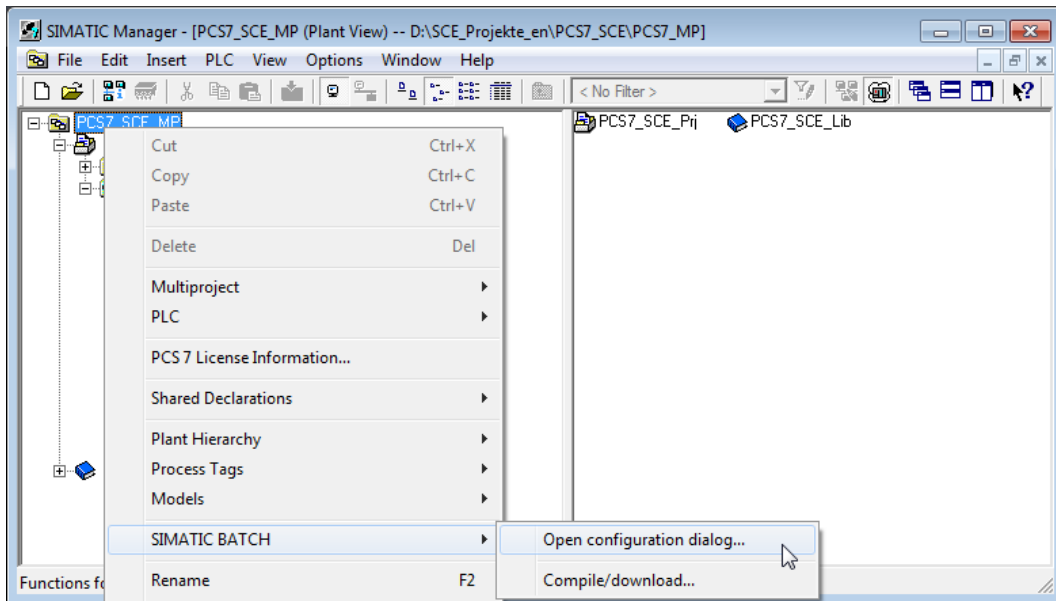 SIMATIC Manager - [PCS7_SCE_MP (Plant View) -- D:\SCE_Projekte_en\PCS7_SCE\PCS7_MP]
File Edit Insert PLC View Options Window Help
< No Filter >
PCS7_SCE_MP
PCS7_SCE_Prj PCS7_SCE_Lib
Cut Ctrl+X
Copy Ctrl+C
Paste Ctrl+V
Delete Del
Multiproject
PLC
PCS 7 License Information...
Shared Declarations
Plant Hierarchy
Process Tags
Models
SIMATIC BATCH
Open configuration dialog...
Rename F2
Compile/download...
Functions